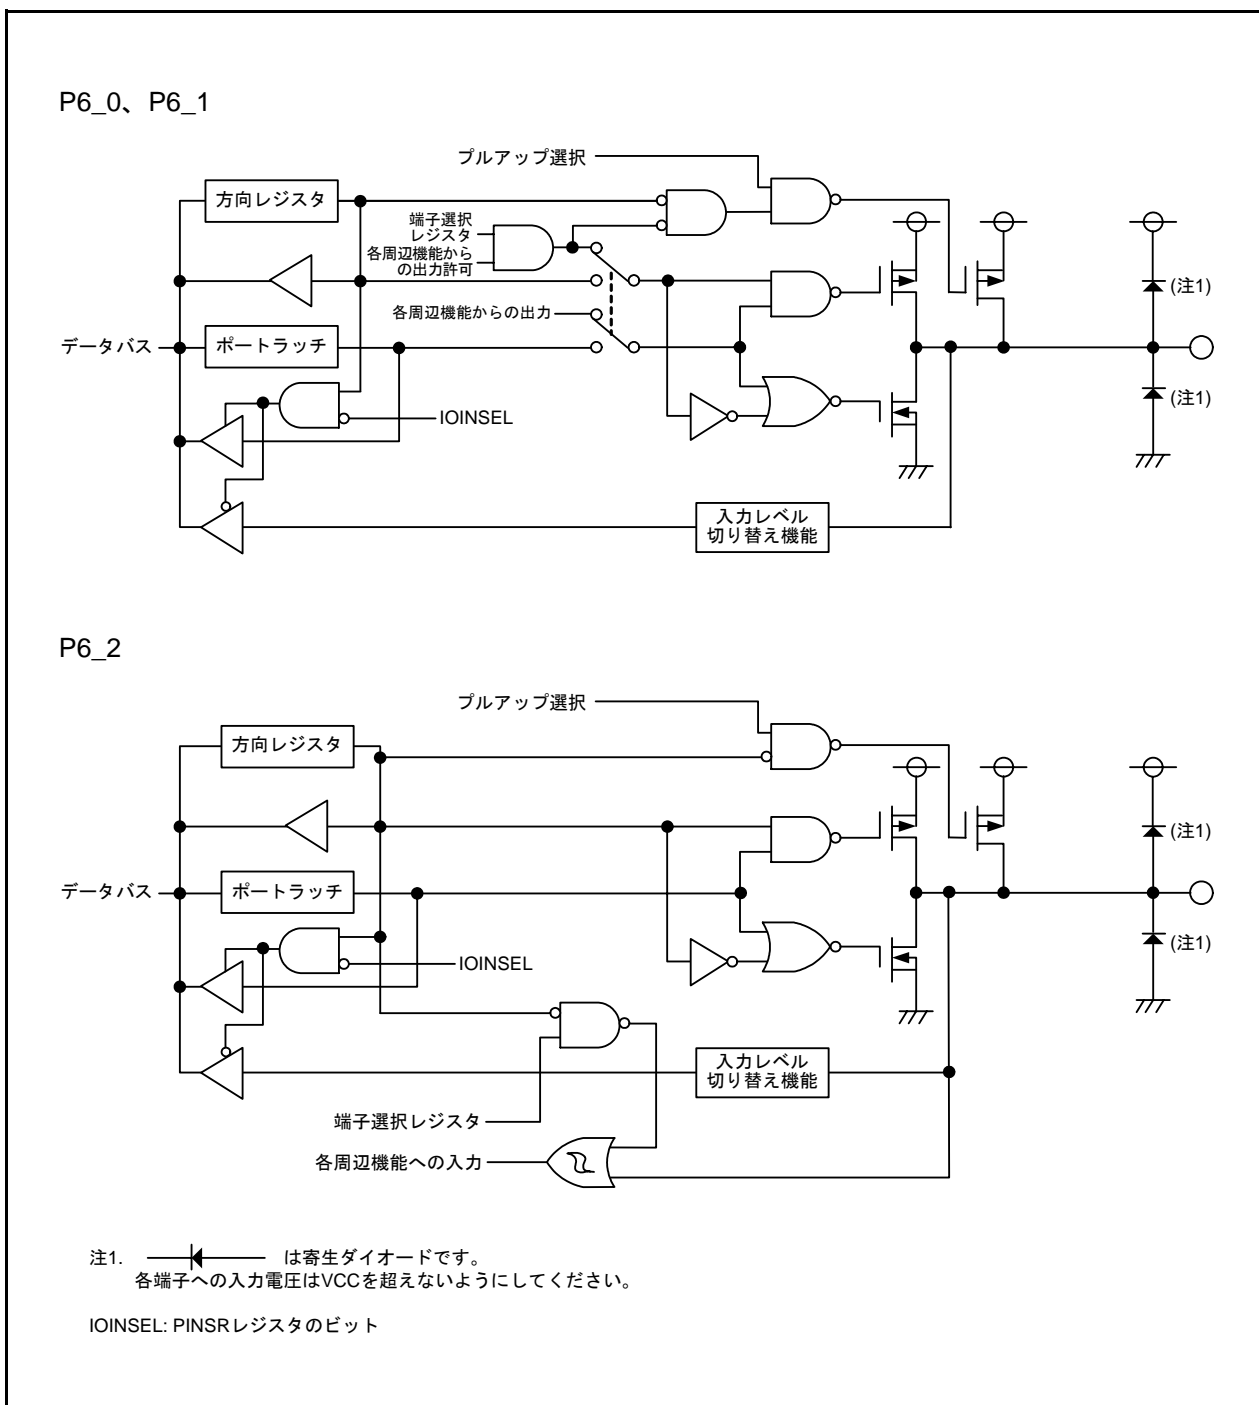 P6_0、P6_1
プルアップ選択
方向レジスタ
端子選択
レジスタ
各周辺機能から
の出力許可
(注1)
各周辺機能からの出力
データバス
ポートラッチ
(注1)
IOINSEL
入力レベル
切り替え機能
P6_2
プルアップ選択
方向レジスタ
(注1)
データバス
ポートラッチ
(注1)
IOINSEL
入力レベル
切り替え機能
端子選択レジスタ
各周辺機能への入力
注1. は寄生ダイオードです。
各端子への入力電圧はVCCを超えないようにしてください。
IOINSEL: PINSRレジスタのビット